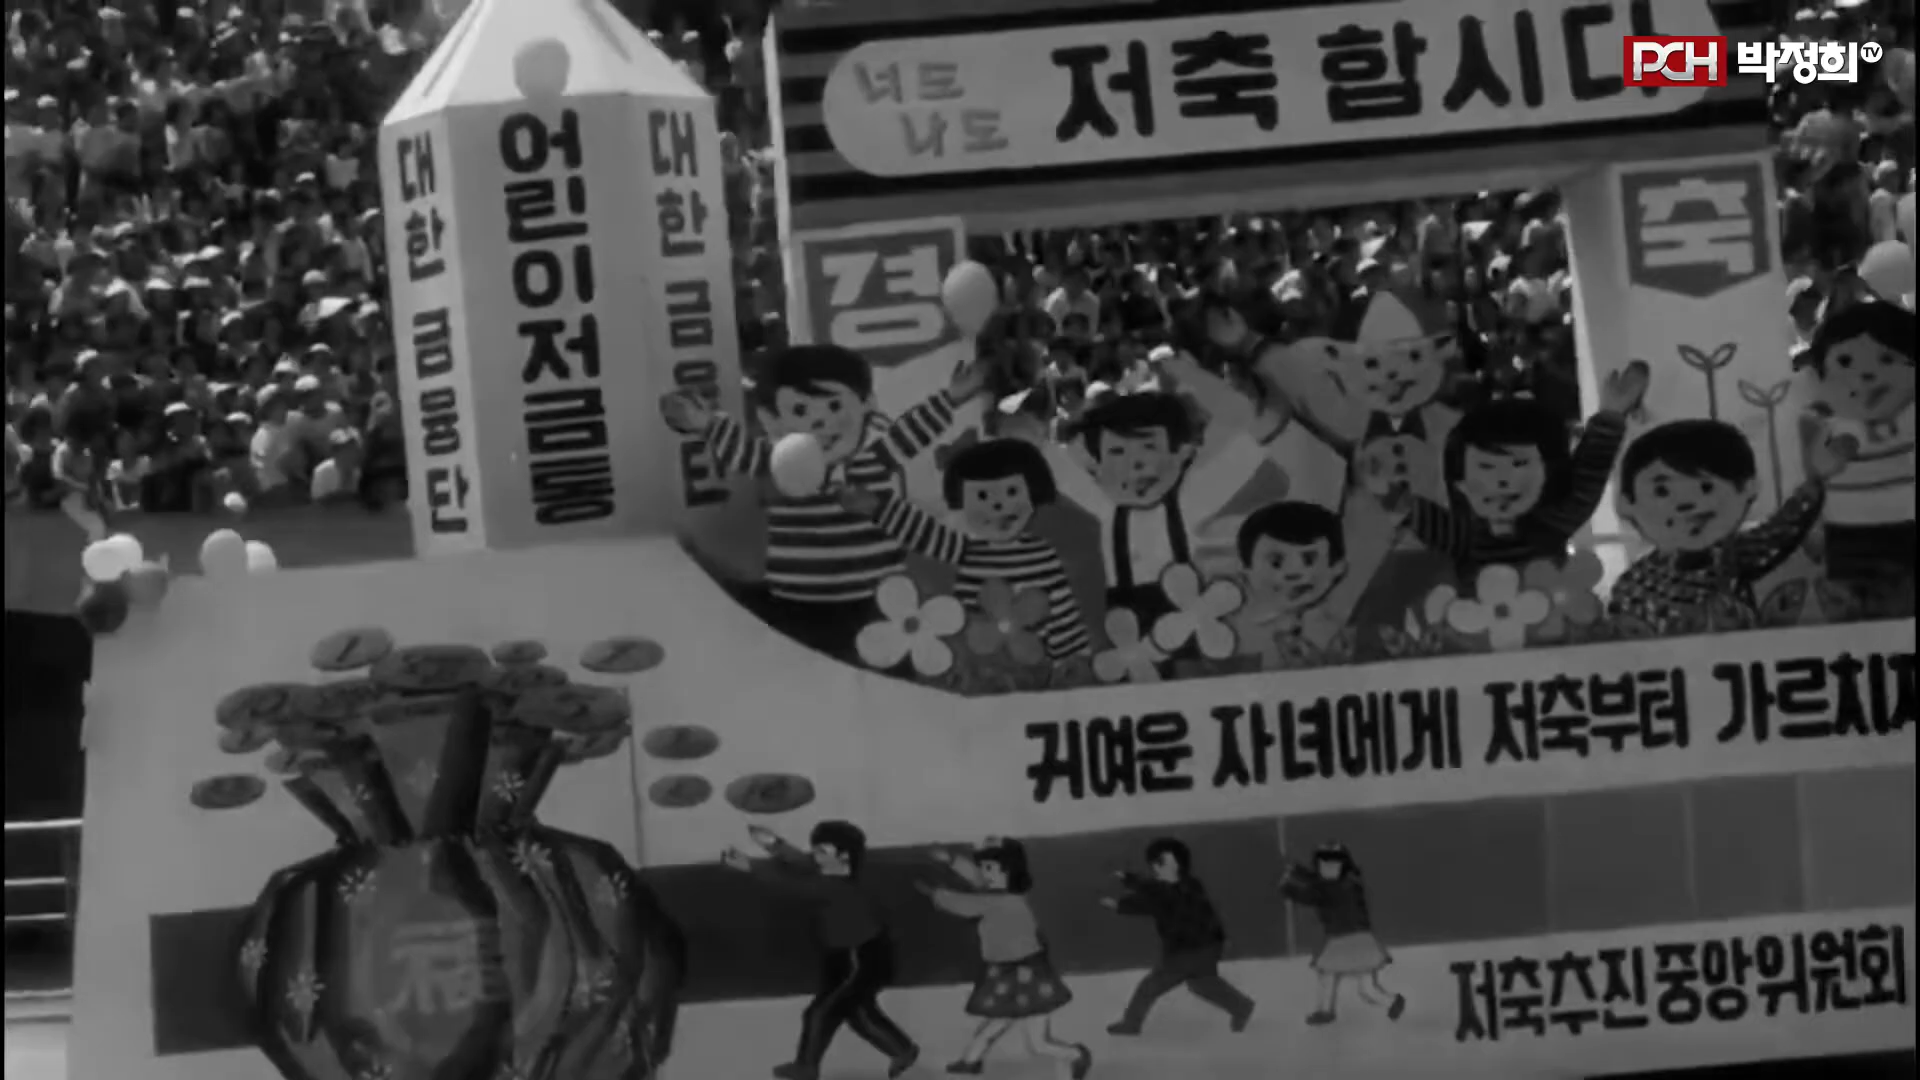 PCH 박정희TV
너도
나도
저축합시다
대한금융단
어린이저금통
대한금융단
경
축
귀여운 자녀에게 저축부터 가르치자
福
저축추진중앙위원회